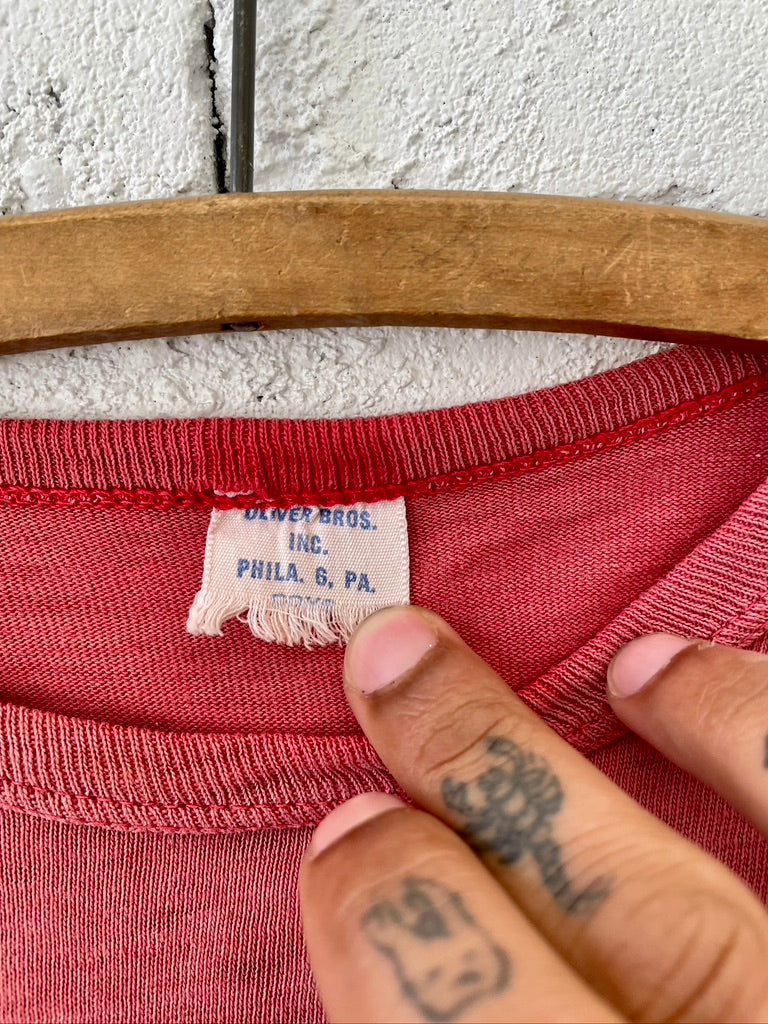 OLIVER BROS.
INC.
PHILA. 6, PA.